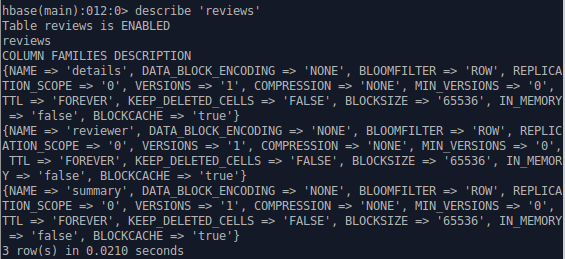 hbase(main):012:0> describe 'reviews'
Table reviews is ENABLED
reviews
COLUMN FAMILIES DESCRIPTION
{NAME => 'details', DATA_BLOCK_ENCODING => 'NONE', BLOOMFILTER => 'ROW', REPLICA
TION_SCOPE => '0', VERSIONS => '1', COMPRESSION => 'NONE', MIN_VERSIONS => '0',
TTL => 'FOREVER', KEEP_DELETED_CELLS => 'FALSE', BLOCKSIZE => '65536', IN_MEMORY
 => 'false', BLOCKCACHE => 'true'}
{NAME => 'reviewer', DATA_BLOCK_ENCODING => 'NONE', BLOOMFILTER => 'ROW', REPLIC
ATION_SCOPE => '0', VERSIONS => '1', COMPRESSION => 'NONE', MIN_VERSIONS => '0',
 TTL => 'FOREVER', KEEP_DELETED_CELLS => 'FALSE', BLOCKSIZE => '65536', IN_MEMOR
Y => 'false', BLOCKCACHE => 'true'}
{NAME => 'summary', DATA_BLOCK_ENCODING => 'NONE', BLOOMFILTER => 'ROW', REPLICA
TION_SCOPE => '0', VERSIONS => '1', COMPRESSION => 'NONE', MIN_VERSIONS => '0',
TTL => 'FOREVER', KEEP_DELETED_CELLS => 'FALSE', BLOCKSIZE => '65536', IN_MEMORY
 => 'false', BLOCKCACHE => 'true'}
3 row(s) in 0.0210 seconds